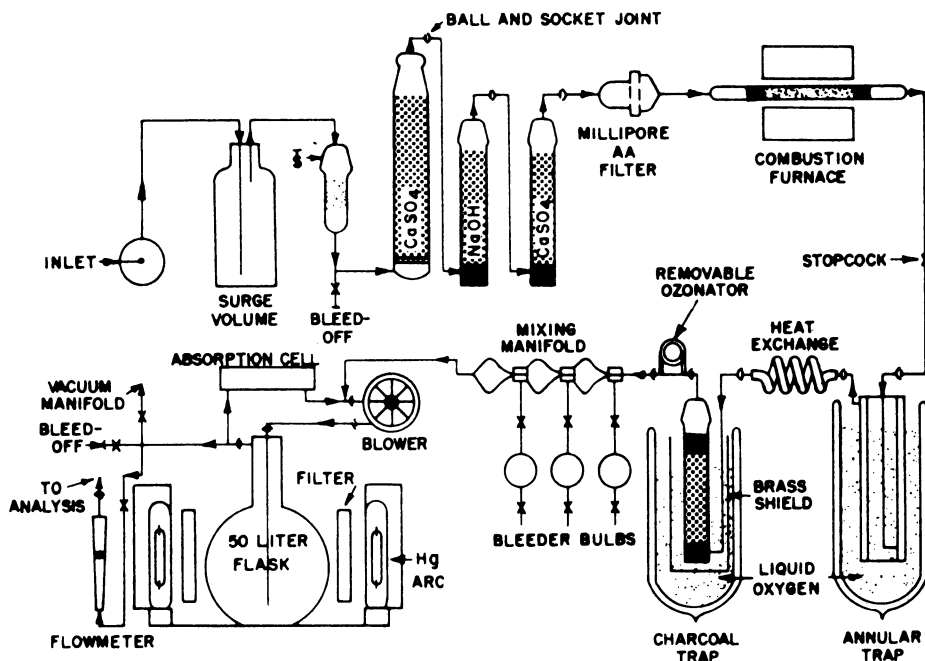 BALL AND SOCKET JOINT
CaSO4
NaOH
CaSO4
MILLIPORE
AA
FILTER
COMBUSTION
FURNACE
INLET
SURGE
VOLUME
BLEED-
OFF
STOPCOCK
REMOVABLE
OZONATOR
MIXING
MANIFOLD
HEAT
EXCHANGE
ABSORPTION CELL
VACUUM
MANIFOLD
BLEED-
OFF
BLOWER
TO
ANALYSIS
FILTER
50 LITER
FLASK
Hg
ARC
BLEEDER BULBS
BRASS
SHIELD
LIQUID
OXYGEN
FLOWMETER
CHARCOAL
TRAP
ANNULAR
TRAP